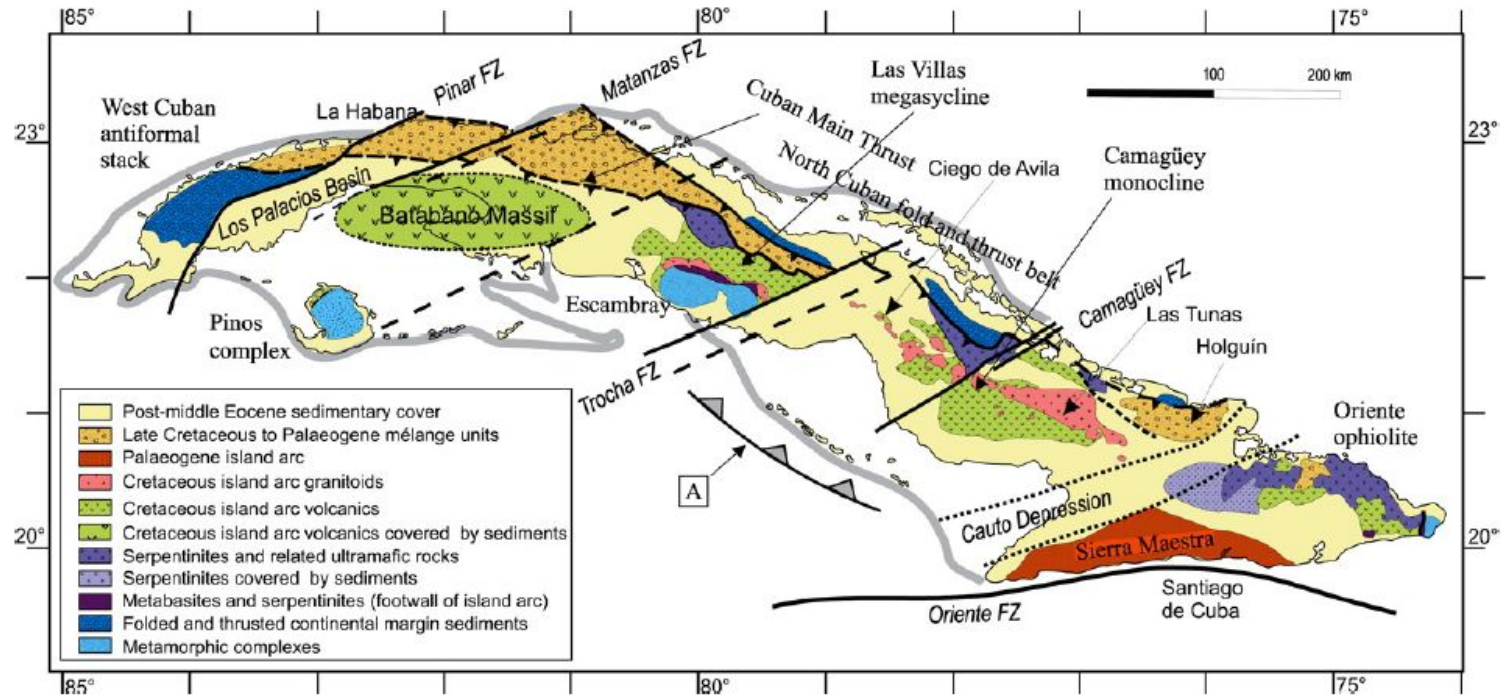 85°
80°
75°
Pinar FZ
Matanzas FZ
Las Villas
megasycline
100
200 km
La Habana
West Cuban
antiformal
stack
23°
23°
Cuban Main Thrust
North Cuban fold and thrust belt
Ciego de Avila
Camagüey
monocline
Los Palacios Basin
Batabano Massif
Camagüey FZ
Las Tunas
Holguín
Escambray
Pinos
complex
Trocha FZ
Oriente
ophiolite
A
Cauto Depression
20°
20°
Sierra Maestra
Santiago
de Cuba
Oriente FZ
Post-middle Eocene sedimentary cover
Late Cretaceous to Palaeogene mélange units
Palaeogene island arc
Cretaceous island arc granitoids
Cretaceous island arc volcanics
Cretaceous island arc volcanics covered by sediments
Serpentinites and related ultramafic rocks
Serpentinites covered by sediments
Metabasites and serpentinites (footwall of island arc)
Folded and thrusted continental margin sediments
Metamorphic complexes
85°
80°
75°